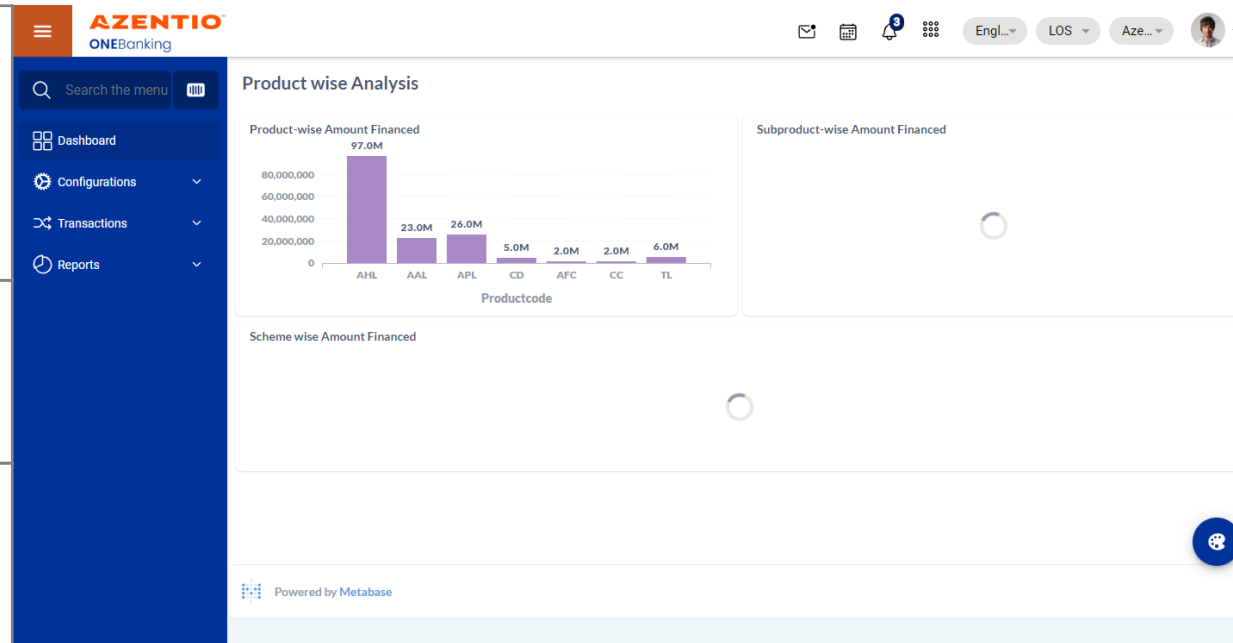 AZENTIO
ONEBanking
3
Engl...
LOS
Aze...
Search the menu
Dashboard
Configurations
Transactions
Reports
Product wise Analysis
Product-wise Amount Financed
97.0M
80,000,000
60,000,000
40,000,000
20,000,000
0
23.0M
26.0M
5.0M
2.0M
2.0M
6.0M
AHL AAL APL CD AFC CC TL
Productcode
Subproduct-wise Amount Financed
Scheme wise Amount Financed
Powered by Metabase